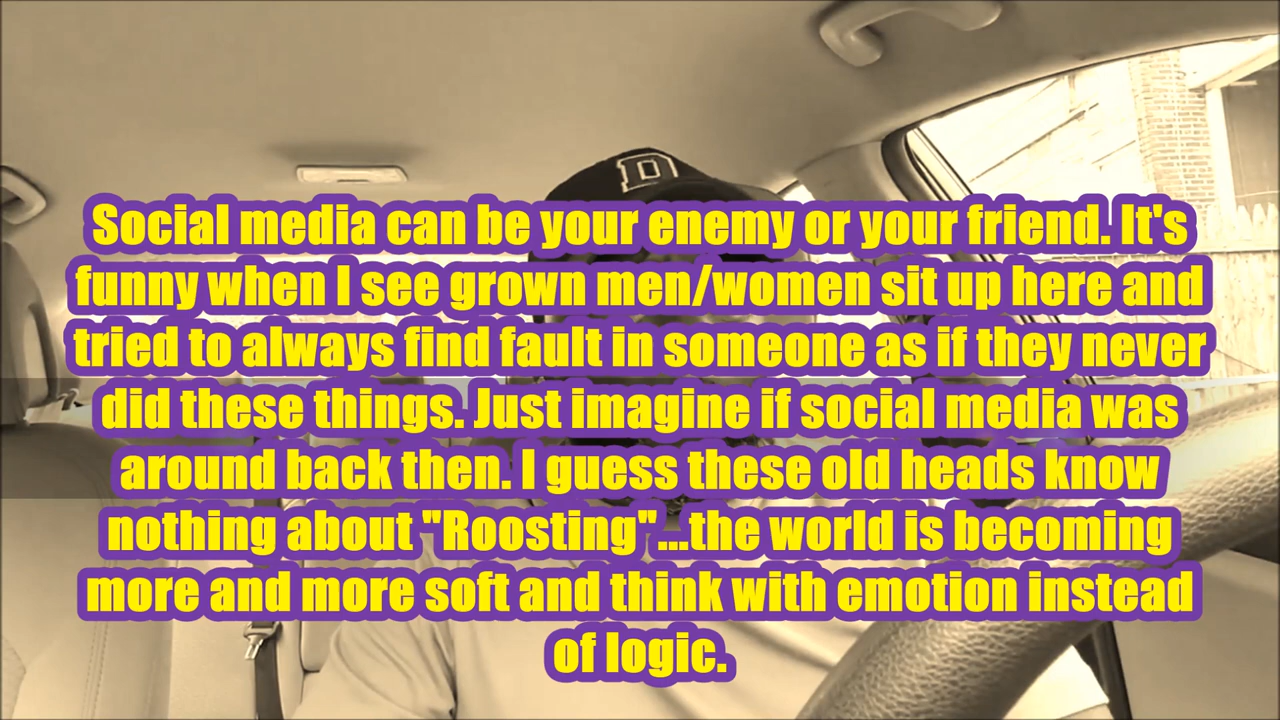 D
Social media can be your enemy or your friend. It's
funny when I see grown men/women sit up here and
tried to always find fault in someone as if they never
did these things. Just imagine if social media was
around back then. I guess these old heads know
nothing about "Roosting"...the world is becoming
more and more soft and think with emotion instead
of logic.